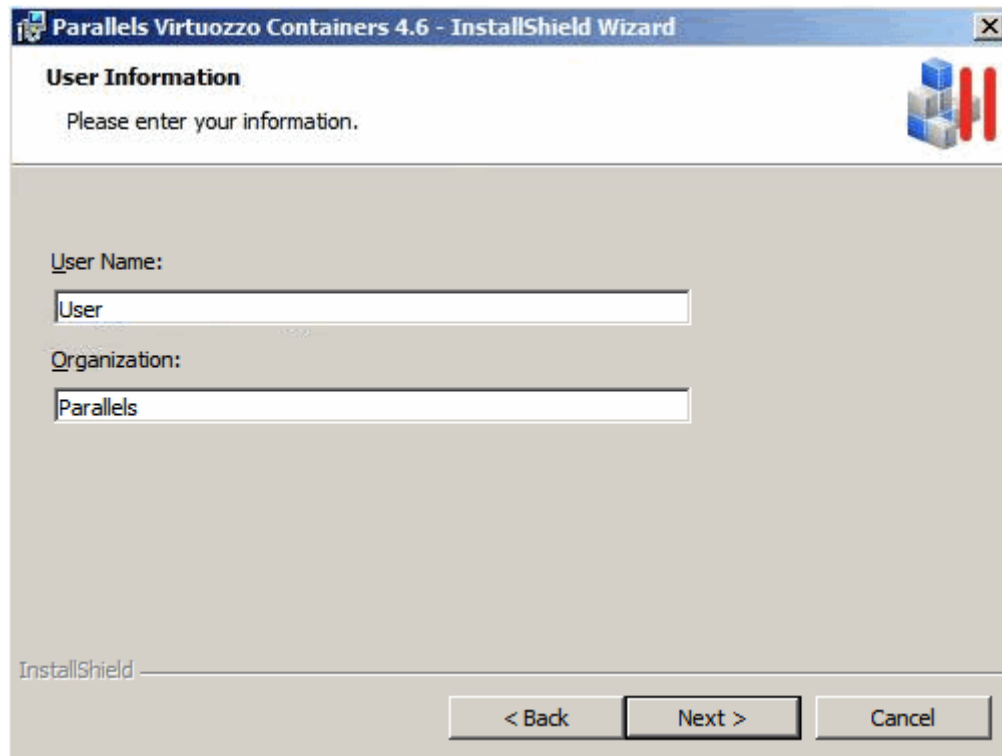 Parallels Virtuozzo Containers 4.6 - InstallShield Wizard
User Information
Please enter your information.
User Name:
User
Organization:
Parallels
InstallShield
< Back Next > Cancel